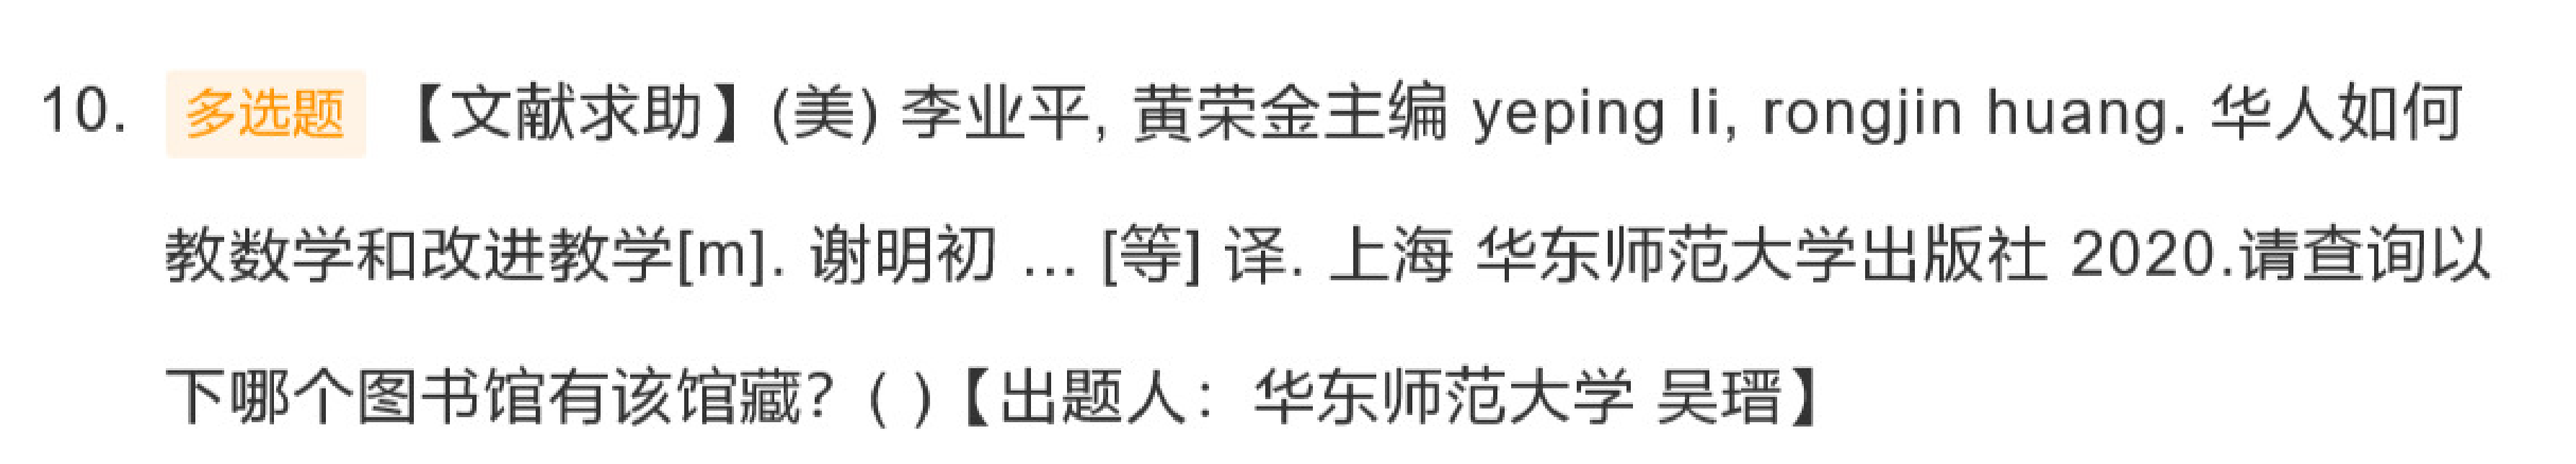 10. 多选题 【文献求助】(美) 李业平, 黄荣金主编 yeping li, rongjin huang. 华人如何
教数学和改进教学[m]. 谢明初 ... [等] 译. 上海 华东师范大学出版社 2020.请查询以
下哪个图书馆有该馆藏? ( )【出题人：华东师范大学 吴瑨】